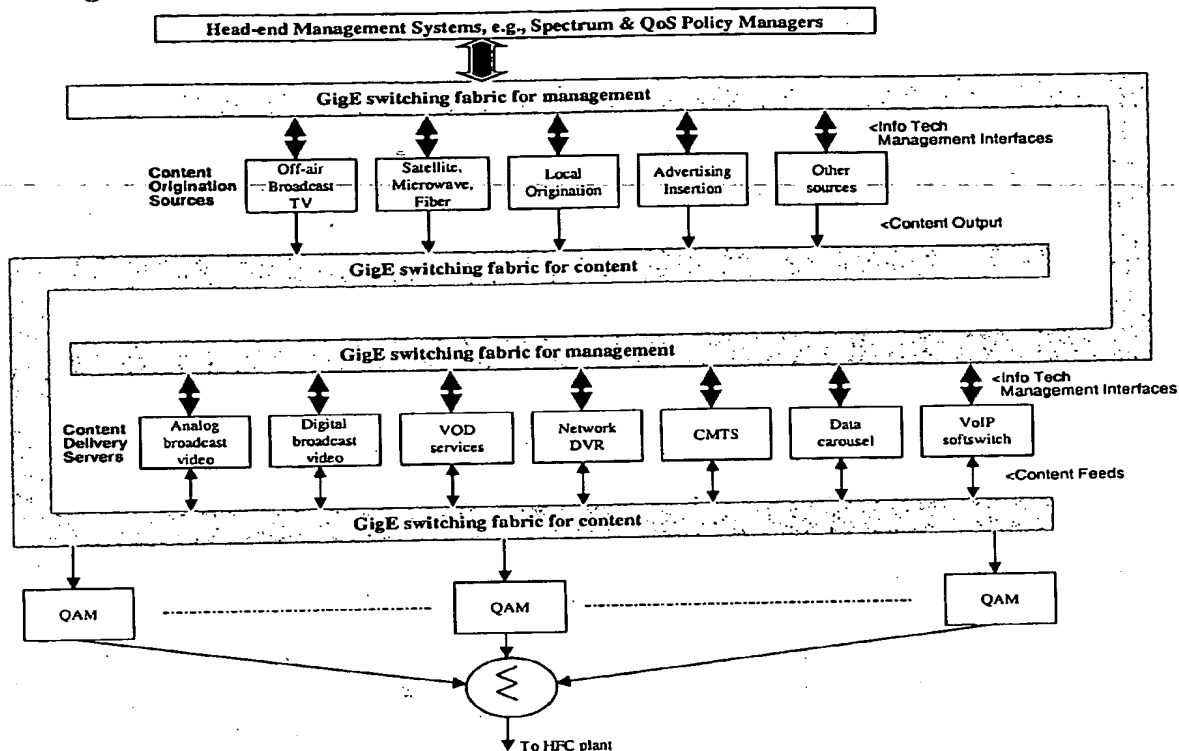 Head-end Management Systems, e.g., Spectrum & QoS Policy Managers
GigE switching fabric for management
<Info Tech
Management Interfaces
Content
Origination
Sources
Off-air
Broadcast
TV
Satellite,
Microwave,
Fiber
Local
Origination
Advertising
Insertion
Other
sources
<Content Output
GigE switching fabric for content
GigE switching fabric for management
<Info Tech
Management Interfaces
Content
Delivery
Servers
Analog
broadcast
video
Digital
broadcast
video
VOD
services
Network
DVR
CMTS
Data
carousel
VoIP
softswitch
<Content Feeds
GigE switching fabric for content
QAM
QAM
QAM
To HFC plant